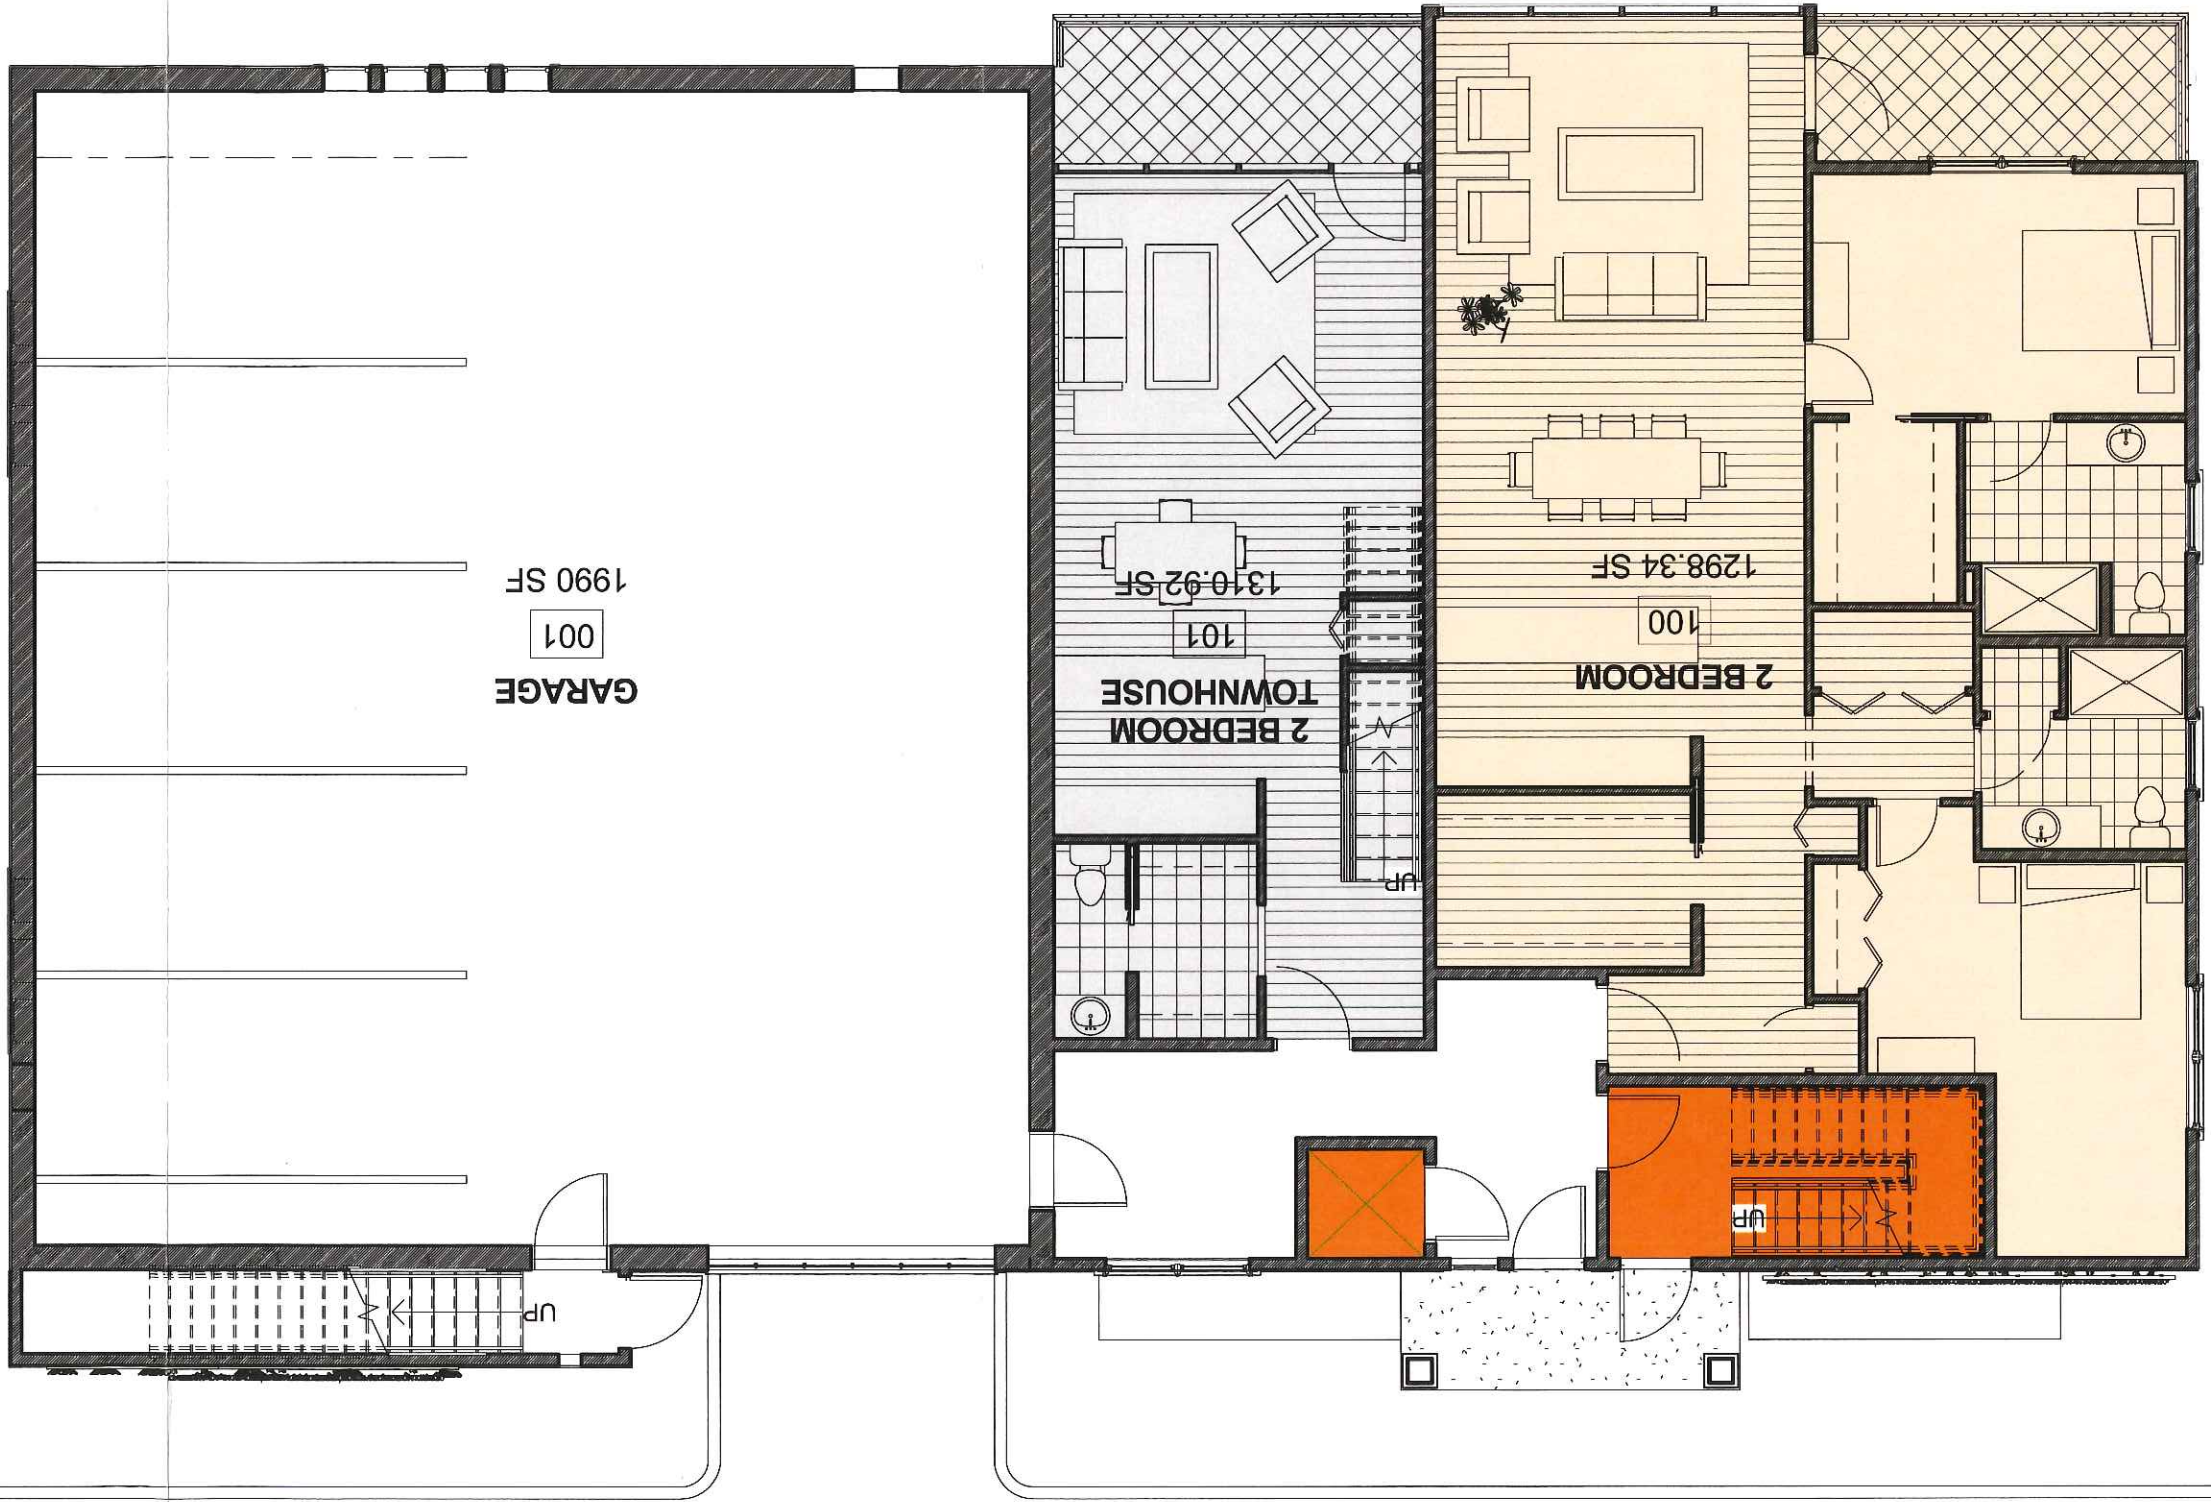 UP
UP
UP
2 BEDROOM
100
1298.34 SF
2 BEDROOM
TOWNHOUSE
101
1310.92 SF
GARAGE
001
1990 SF